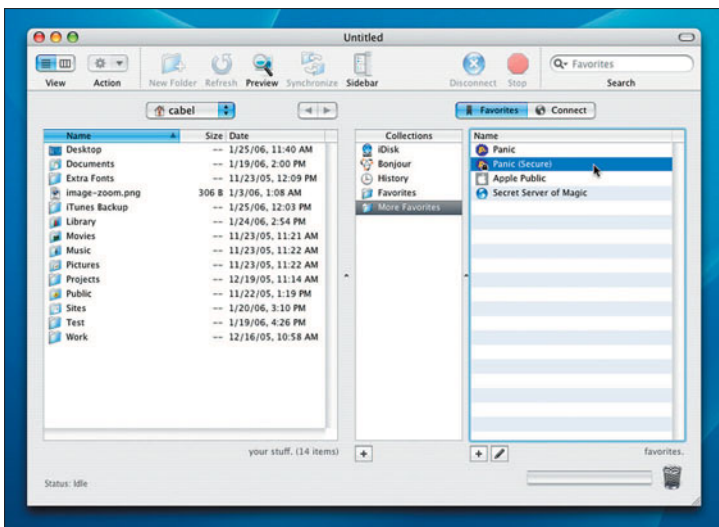 Untitled
View Action New Folder Refresh Preview Synchronize Sidebar Disconnect Stop Favorites Search
cabel Favorites Connect
Name Size Date
Desktop -- 1/25/06, 11:40 AM
Documents -- 1/19/06, 2:00 PM
Extra Fonts -- 11/23/05, 12:09 PM
image-zoom.png 306 B 1/3/06, 1:08 AM
iTunes Backup -- 1/25/06, 12:03 PM
Library -- 1/24/06, 2:54 PM
Movies -- 11/23/05, 11:21 AM
Music -- 11/23/05, 11:22 AM
Pictures -- 11/23/05, 11:22 AM
Projects -- 12/19/05, 11:14 AM
Public -- 11/22/05, 1:19 PM
Sites -- 1/20/06, 3:10 PM
Test -- 1/19/06, 4:26 PM
Work -- 12/16/05, 10:58 AM
your stuff. (14 items)
Collections
iDisk
Bonjour
History
Favorites
More Favorites
Name
Panic
Panic (Secure)
Apple Public
Secret Server of Magic
favorites.
Status: Idle